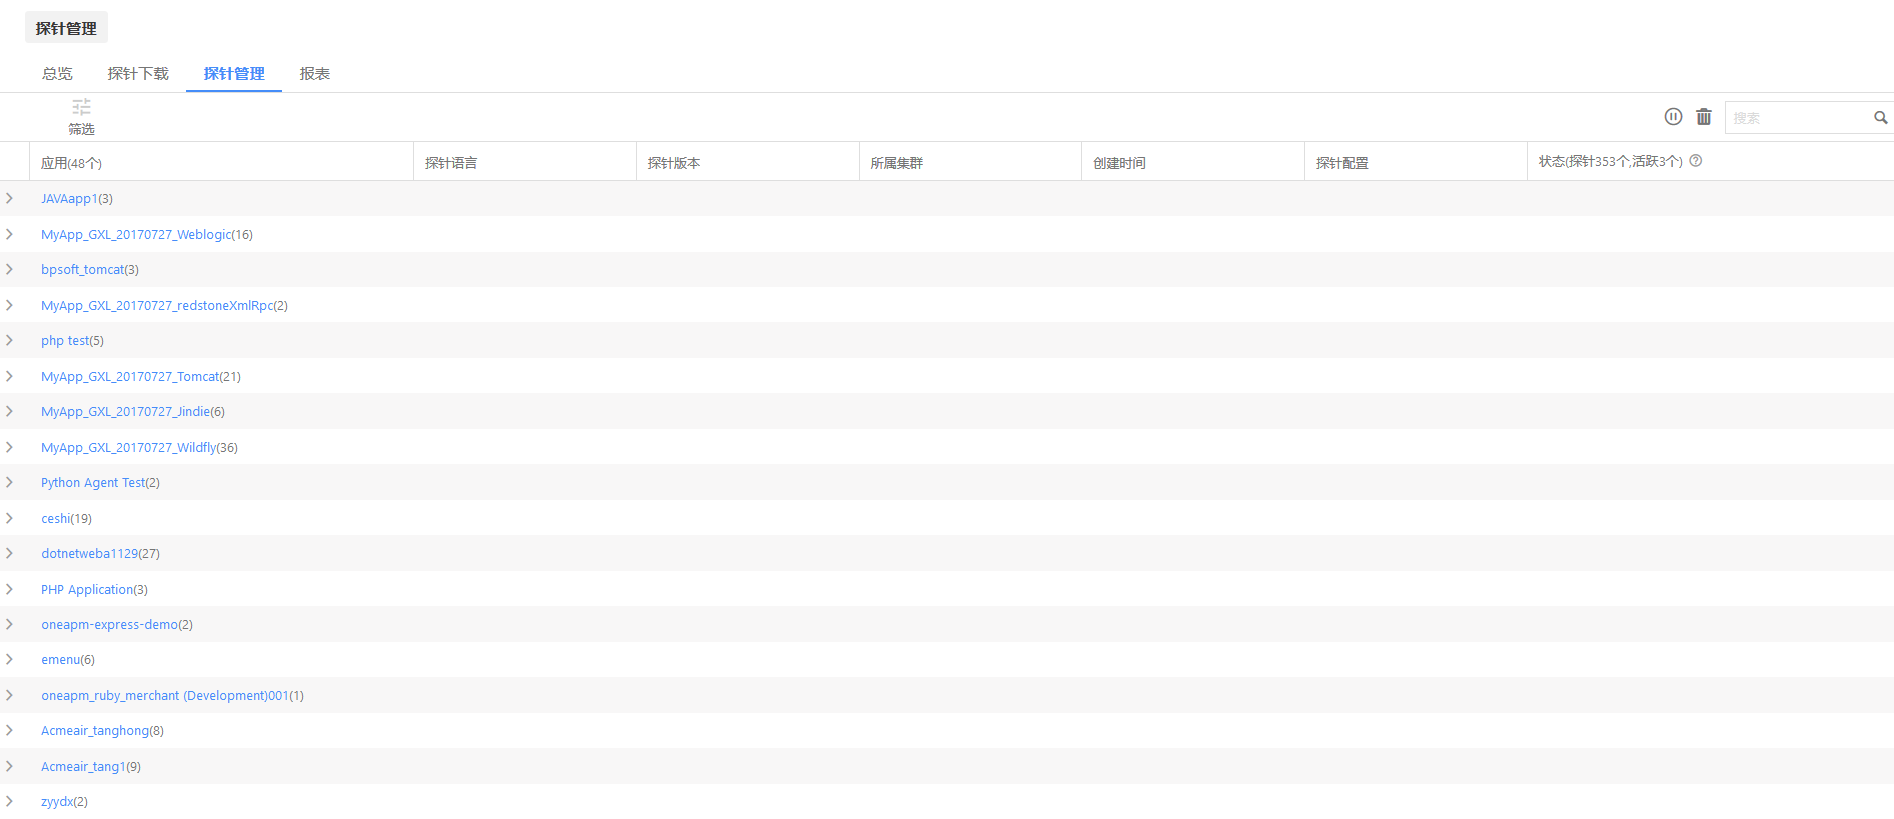 探针管理
总览 探针下载 探针管理 报表
筛选
搜索
应用(48个) 探针语言 探针版本 所属集群 创建时间 探针配置 状态(探针353个,活跃3个)
JAVAapp1(3)
MyApp_GXL_20170727_Weblogic(16)
bpsoft_tomcat(3)
MyApp_GXL_20170727_redstoneXmlRpc(2)
php test(5)
MyApp_GXL_20170727_Tomcat(21)
MyApp_GXL_20170727_Jindie(6)
MyApp_GXL_20170727_Wildfly(36)
Python Agent Test(2)
ceshi(19)
dotnetweba1129(27)
PHP Application(3)
oneapm-express-demo(2)
emenu(6)
oneapm_ruby_merchant (Development)001(1)
Acmeair_tanghong(8)
Acmeair_tang1(9)
zyydx(2)